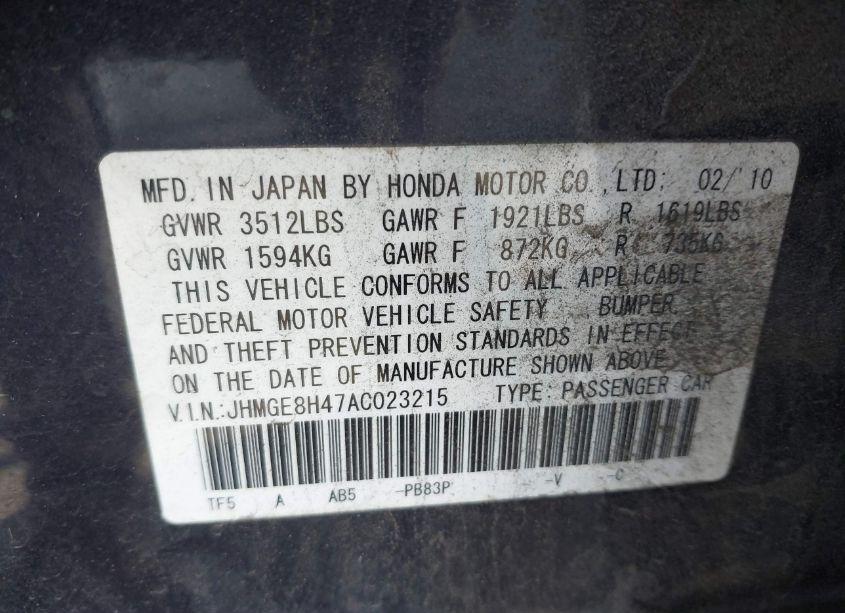 MFD. IN JAPAN BY HONDA MOTOR CO., LTD. 02/'10
GVWR 3512LBS GAWR F 1921LBS R 1619LBS
GVWR 1594KG GAWR F 872KG R 735KG
THIS VEHICLE CONFORMS TO ALL APPLICABLE
FEDERAL MOTOR VEHICLE SAFETY BUMPER
AND THEFT PREVENTION STANDARDS IN EFFECT
ON THE DATE OF MANUFACTURE SHOWN ABOVE
V.I.N.:JHMGE8H47AC023215 TYPE: PASSENGER CAR
TF5 A AB5 -PB83P -V -C